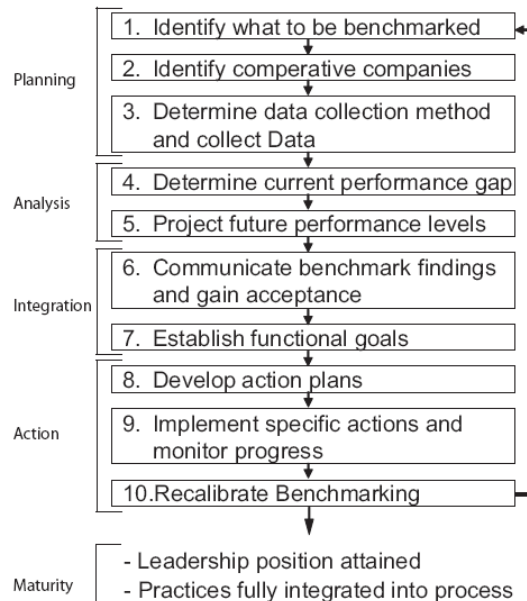 1. Identify what to be benchmarked
2. Identify comperative companies
Planning
3. Determine data collection method
and collect Data
4. Determine current performance gap
Analysis
5. Project future performance levels
6. Communicate benchmark findings
and gain acceptance
Integration
7. Establish functional goals
8. Develop action plans
9. Implement specific actions and
monitor progress
Action
10.Recalibrate Benchmarking
- Leadership position attained
Maturity
- Practices fully integrated into process